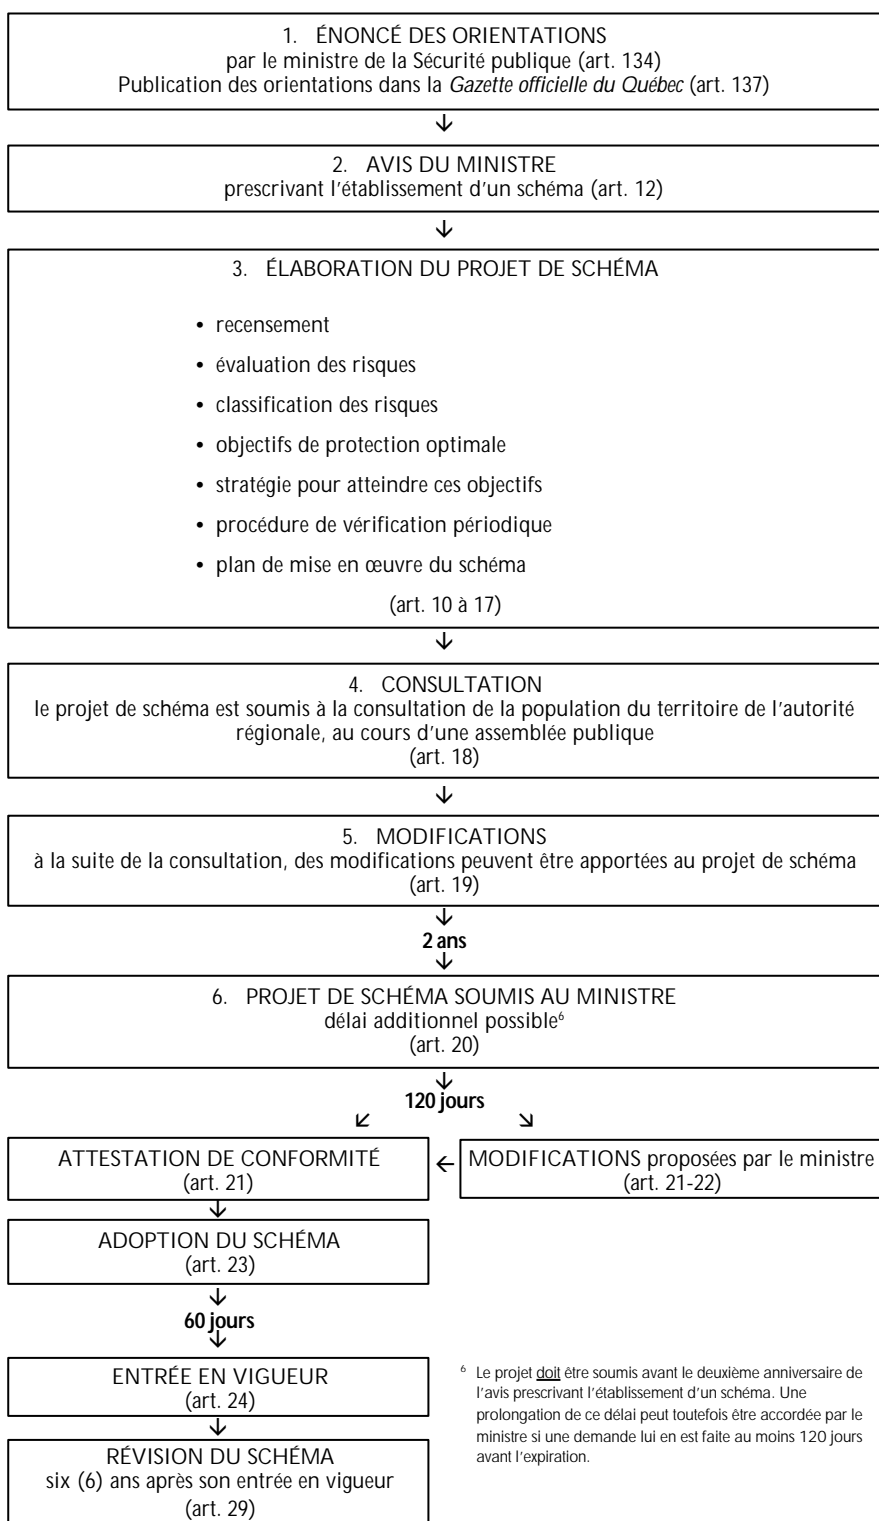 1. ÉNONCÉ DES ORIENTATIONS
par le ministre de la Sécurité publique (art. 134)
Publication des orientations dans la Gazette officielle du Québec (art. 137)
↓
2. AVIS DU MINISTRE
prescrivant l'établissement d'un schéma (art. 12)
↓
3. ÉLABORATION DU PROJET DE SCHÉMA
• recensement
• évaluation des risques
• classification des risques
• objectifs de protection optimale
• stratégie pour atteindre ces objectifs
• procédure de vérification périodique
• plan de mise en œuvre du schéma
(art. 10 à 17)
↓
4. CONSULTATION
le projet de schéma est soumis à la consultation de la population du territoire de l'autorité
régionale, au cours d'une assemblée publique
(art. 18)
↓
5. MODIFICATIONS
à la suite de la consultation, des modifications peuvent être apportées au projet de schéma
(art. 19)
↓
2 ans
↓
6. PROJET DE SCHÉMA SOUMIS AU MINISTRE
délai additionnel possible⁶
(art. 20)
↓
120 jours
↙ ↘
ATTESTATION DE CONFORMITÉ
(art. 21)
←
MODIFICATIONS proposées par le ministre
(art. 21-22)
↓
ADOPTION DU SCHÉMA
(art. 23)
↓
60 jours
↓
ENTRÉE EN VIGUEUR
(art. 24)
↓
RÉVISION DU SCHÉMA
six (6) ans après son entrée en vigueur
(art. 29)
⁶ Le projet doit être soumis avant le deuxième anniversaire de
l'avis prescrivant l'établissement d'un schéma. Une
prolongation de ce délai peut toutefois être accordée par le
ministre si une demande lui en est faite au moins 120 jours
avant l'expiration.